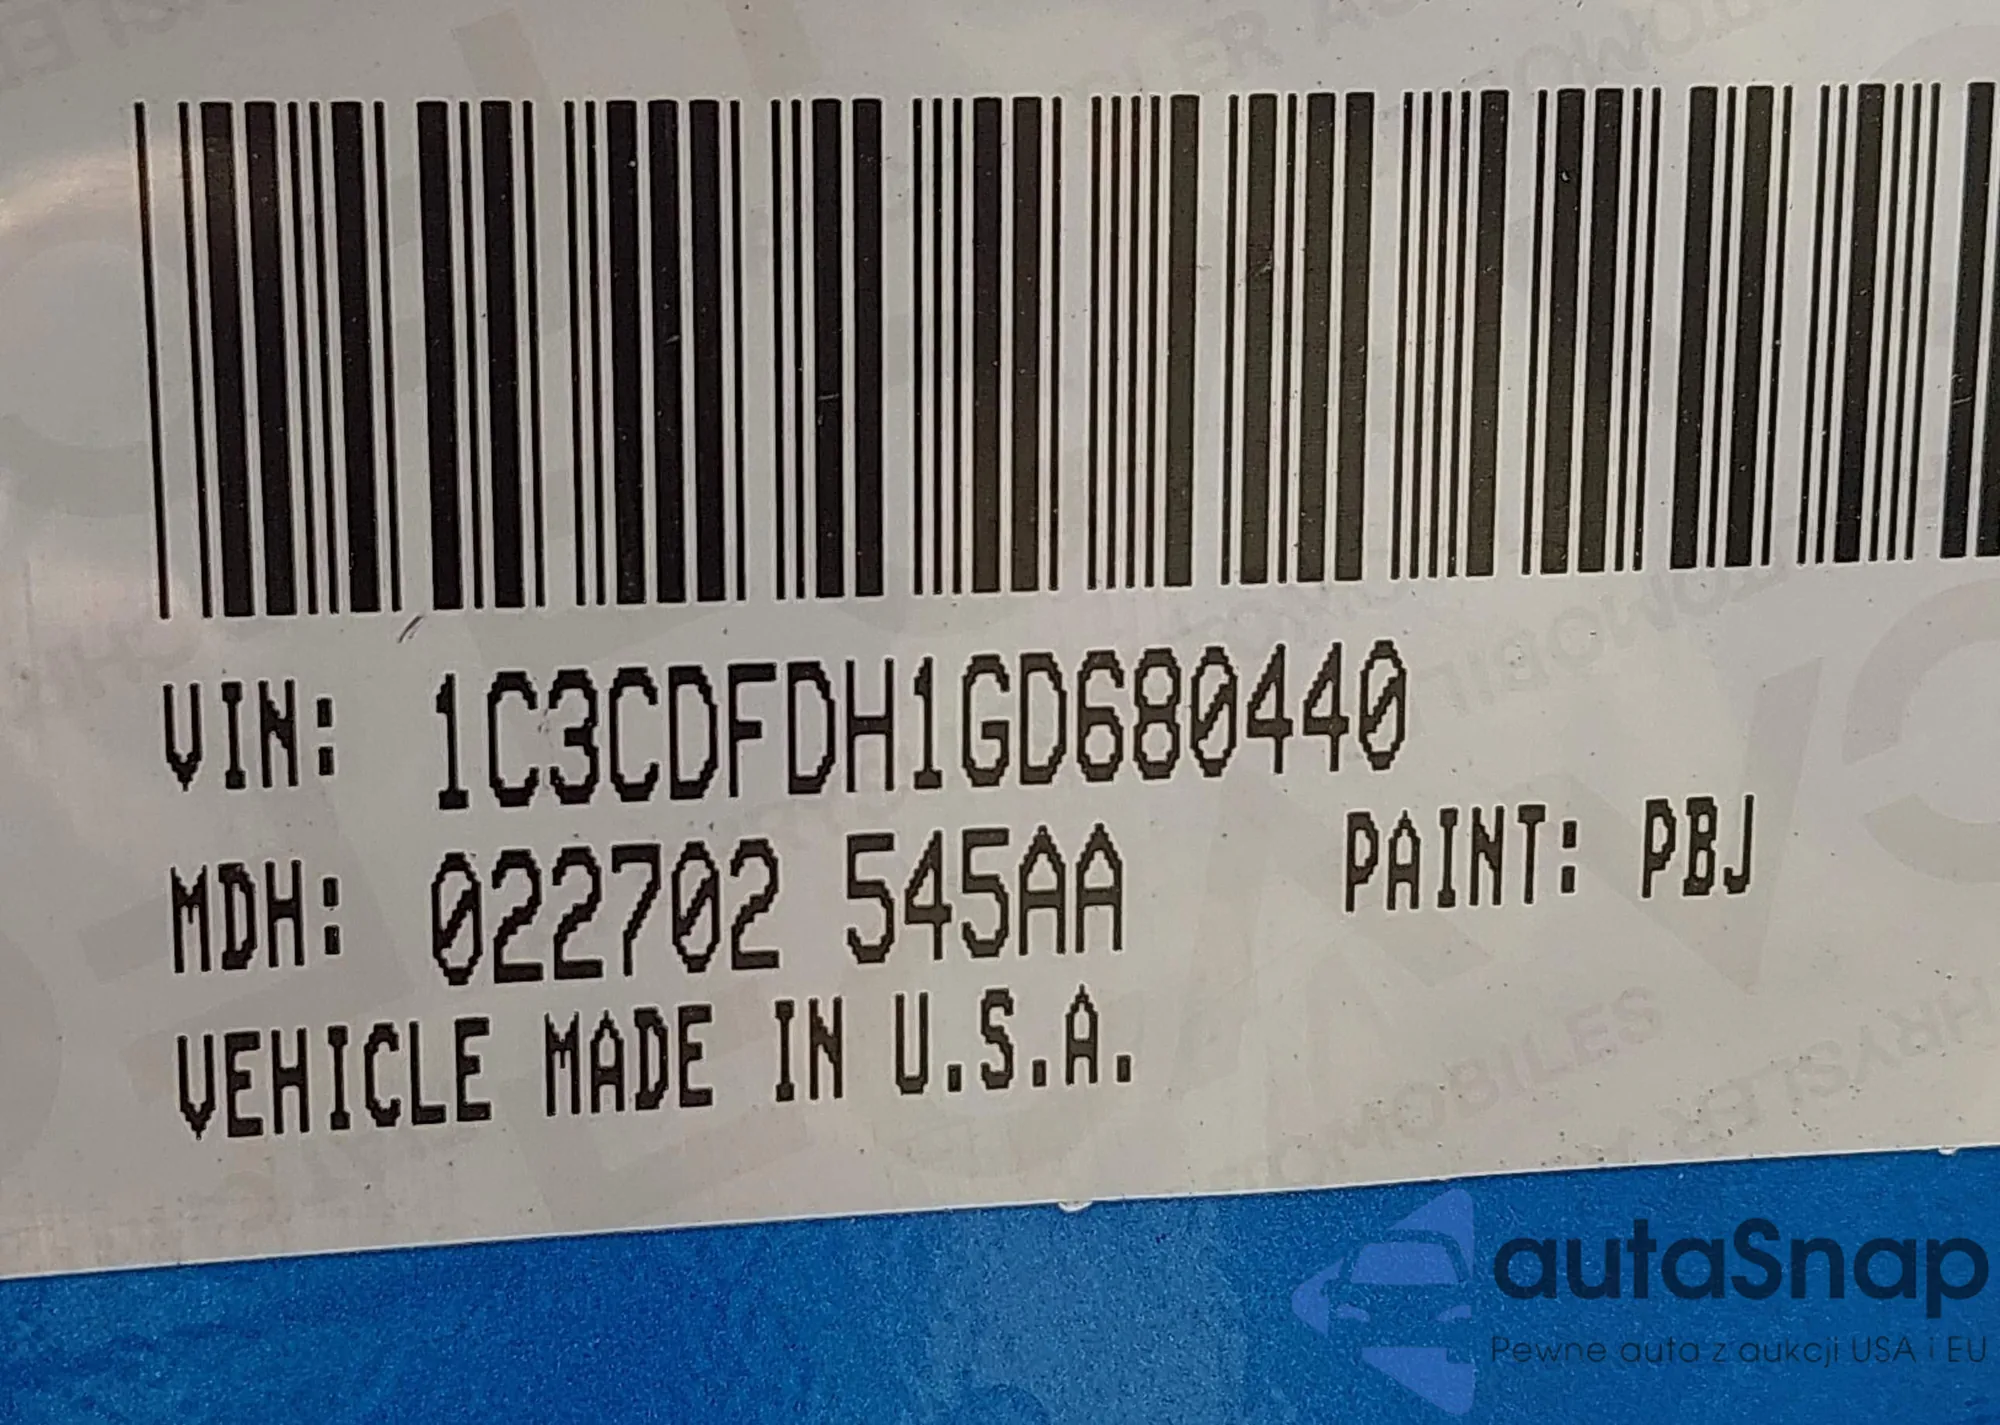 VIN: 1C3CDFDH1GD680440
MDH: 022702 545AA PAINT: PBJ
VEHICLE MADE IN U.S.A.
autaSnap
Pewne auta z aukcji USA i EU